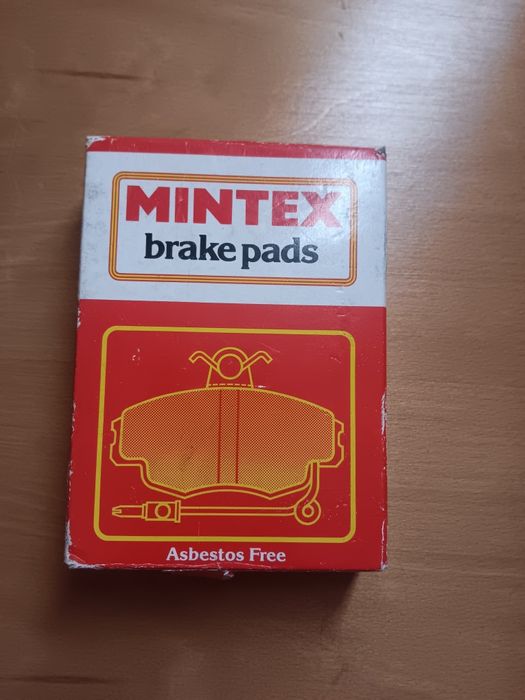 MINTEX
brake pads
Asbestos Free